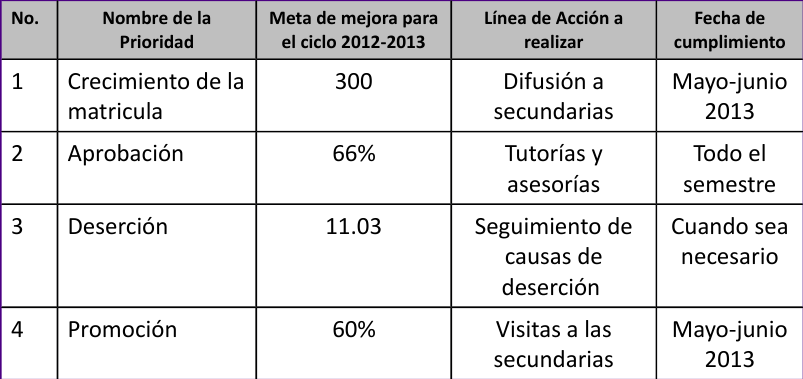 No.
Nombre de la
Prioridad
Meta de mejora para
el ciclo 2012-2013
Línea de Acción a
realizar
Fecha de
cumplimiento
1
Crecimiento de la
matricula
300
Difusión a
secundarias
Mayo-junio
2013
2
Aprobación
66%
Tutorías y
asesorías
Todo el
semestre
3
Deserción
11.03
Seguimiento de
causas de
deserción
Cuando sea
necesario
4
Promoción
60%
Visitas a las
secundarias
Mayo-junio
2013